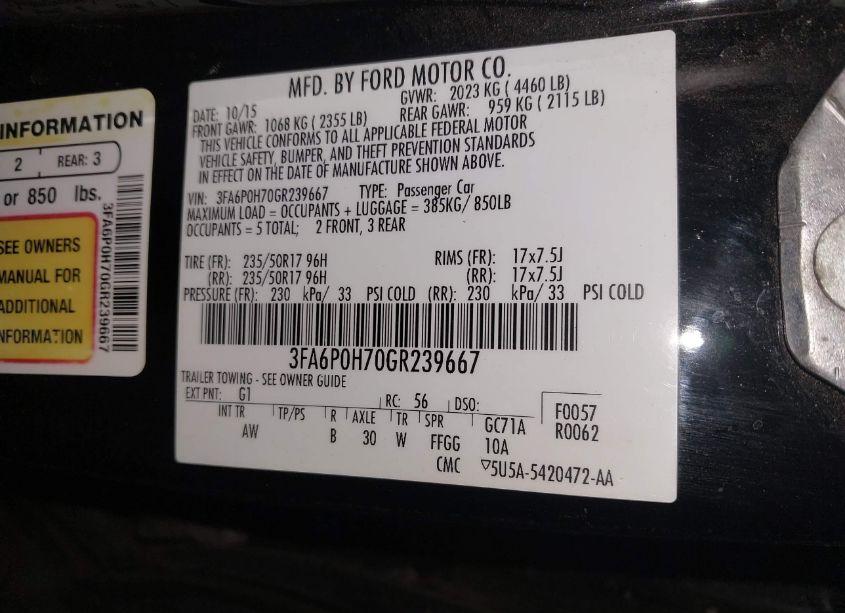 INFORMATION
2 REAR: 3
or 850 lbs.
SEE OWNERS
MANUAL FOR
ADDITIONAL
INFORMATION
3FA6P0H70GR239667
MFD. BY FORD MOTOR CO.
DATE: 10/15 GVWR: 2023 KG ( 4460 LB)
FRONT GAWR: 1068 KG ( 2355 LB) REAR GAWR: 959 KG ( 2115 LB)
THIS VEHICLE CONFORMS TO ALL APPLICABLE FEDERAL MOTOR
VEHICLE SAFETY, BUMPER, AND THEFT PREVENTION STANDARDS
IN EFFECT ON THE DATE OF MANUFACTURE SHOWN ABOVE.
VIN: 3FA6P0H70GR239667 TYPE: Passenger Car
MAXIMUM LOAD = OCCUPANTS + LUGGAGE = 385KG/ 850LB
OCCUPANTS = 5 TOTAL; 2 FRONT, 3 REAR
TIRE (FR): 235/50R17 96H RIMS (FR): 17x7.5J
(RR): 235/50R17 96H (RR): 17x7.5J
PRESSURE (FR): 230 kPa/ 33 PSI COLD (RR): 230 kPa/ 33 PSI COLD
3FA6P0H70GR239667
TRAILER TOWING - SEE OWNER GUIDE
EXT PNT: G1 RC: 56 DSO: F0057
INT TR TP/PS R AXLE TR SPR GC71A R0062
AW B 30 W FFGG 10A
CMC ▽5U5A-5420472-AA